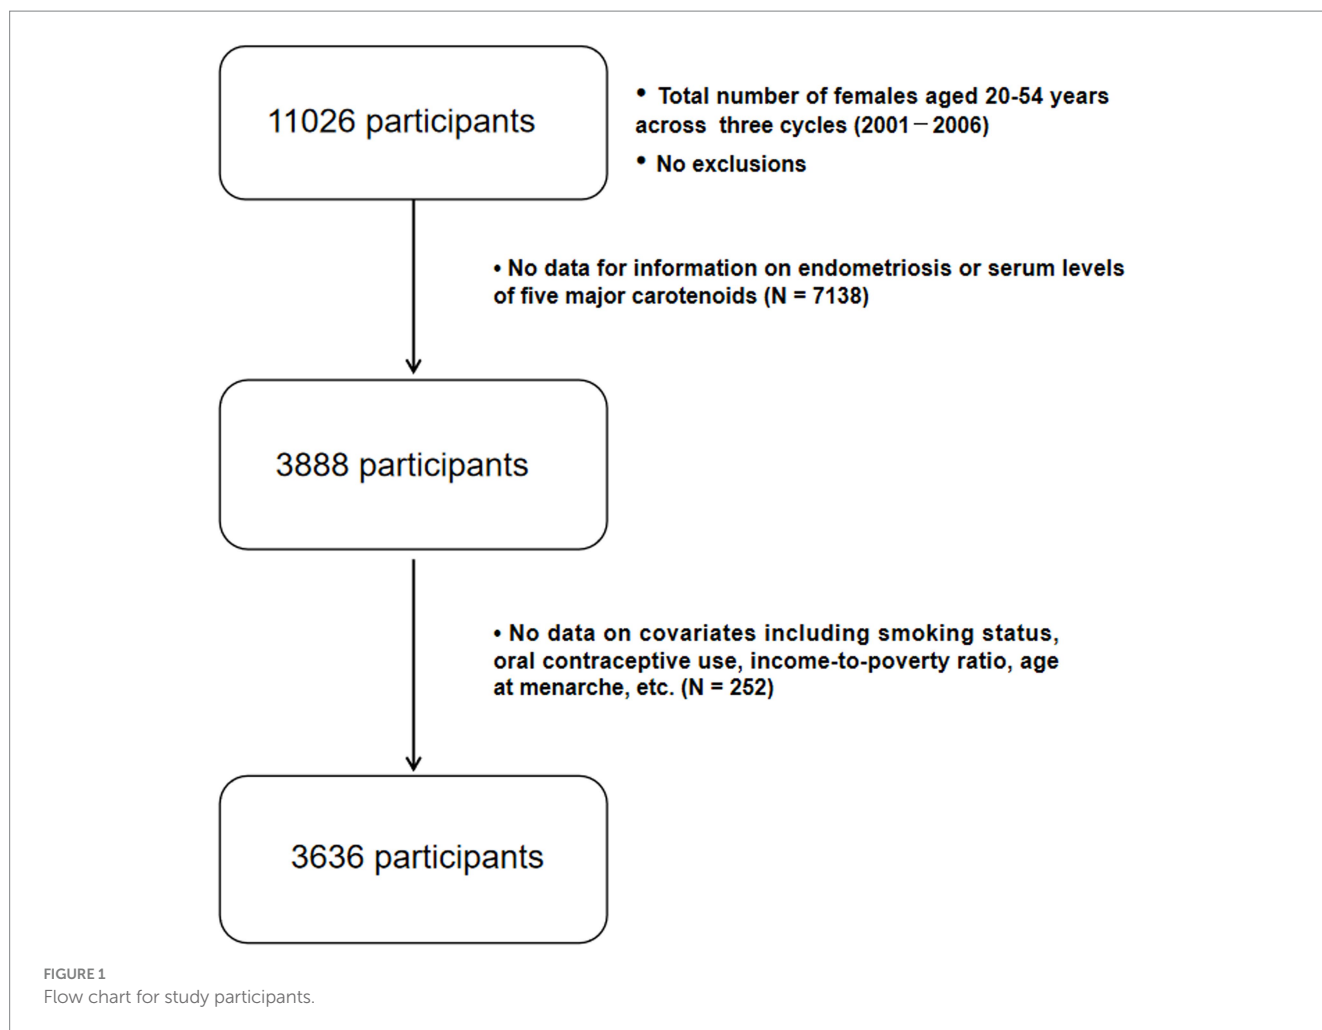 11026 participants
• Total number of females aged 20-54 years
across three cycles (2001－2006)
• No exclusions
• No data for information on endometriosis or serum levels
of five major carotenoids (N = 7138)
3888 participants
• No data on covariates including smoking status,
oral contraceptive use, income-to-poverty ratio, age
at menarche, etc. (N = 252)
3636 participants
FIGURE 1
Flow chart for study participants.